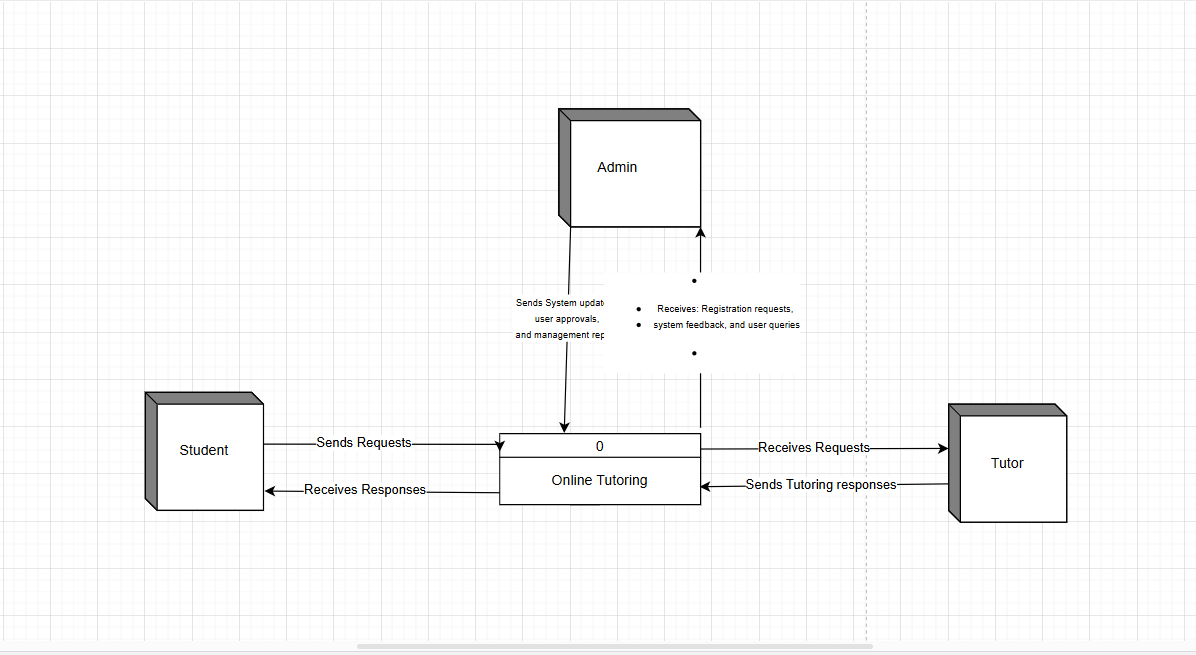 Admin
Sends System updat
user approvals,
and management rep
• 
• Receives: Registration requests,
• system feedback, and user queries
• 
Student
Sends Requests
Receives Responses
0
Online Tutoring
Receives Requests
Sends Tutoring responses
Tutor